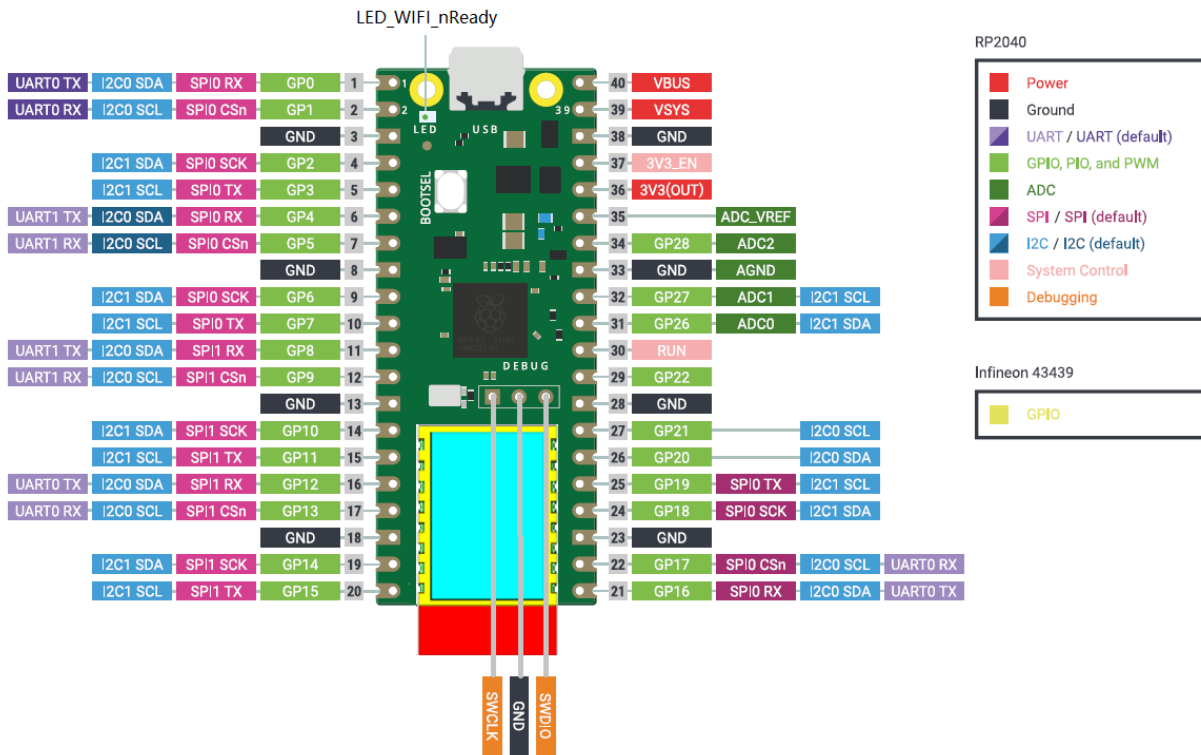 LED_WIFI_nReady
UART0 TX I2C0 SDA SPI0 RX GP0 1 1 40 VBUS
UART0 RX I2C0 SCL SPI0 CSn GP1 2 2 39 39 VSYS
LED USB
GND 3 38 GND
I2C1 SDA SPI0 SCK GP2 4 37 3V3_EN
I2C1 SCL SPI0 TX GP3 5 36 3V3(OUT)
BOOTSEL
UART1 TX I2C0 SDA SPI0 RX GP4 6 35 ADC_VREF
UART1 RX I2C0 SCL SPI0 CSn GP5 7 34 GP28 ADC2
GND 8 33 GND AGND
I2C1 SDA SPI0 SCK GP6 9 32 GP27 ADC1 I2C1 SCL
I2C1 SCL SPI0 TX GP7 10 31 GP26 ADC0 I2C1 SDA
UART1 TX I2C0 SDA SPI1 RX GP8 11 30 RUN
DEBUG
UART1 RX I2C0 SCL SPI1 CSn GP9 12 29 GP22
GND 13 28 GND
I2C1 SDA SPI1 SCK GP10 14 27 GP21 I2C0 SCL
I2C1 SCL SPI1 TX GP11 15 26 GP20 I2C0 SDA
UART0 TX I2C0 SDA SPI1 RX GP12 16 25 GP19 SPI0 TX I2C1 SCL
UART0 RX I2C0 SCL SPI1 CSn GP13 17 24 GP18 SPI0 SCK I2C1 SDA
GND 18 23 GND
I2C1 SDA SPI1 SCK GP14 19 22 GP17 SPI0 CSn I2C0 SCL UART0 RX
I2C1 SCL SPI1 TX GP15 20 21 GP16 SPI0 RX I2C0 SDA UART0 TX
SWCLK GND SWDIO
RP2040
Power
Ground
UART / UART (default)
GPIO, PIO, and PWM
ADC
SPI / SPI (default)
I2C / I2C (default)
System Control
Debugging
Infineon 43439
GPIO